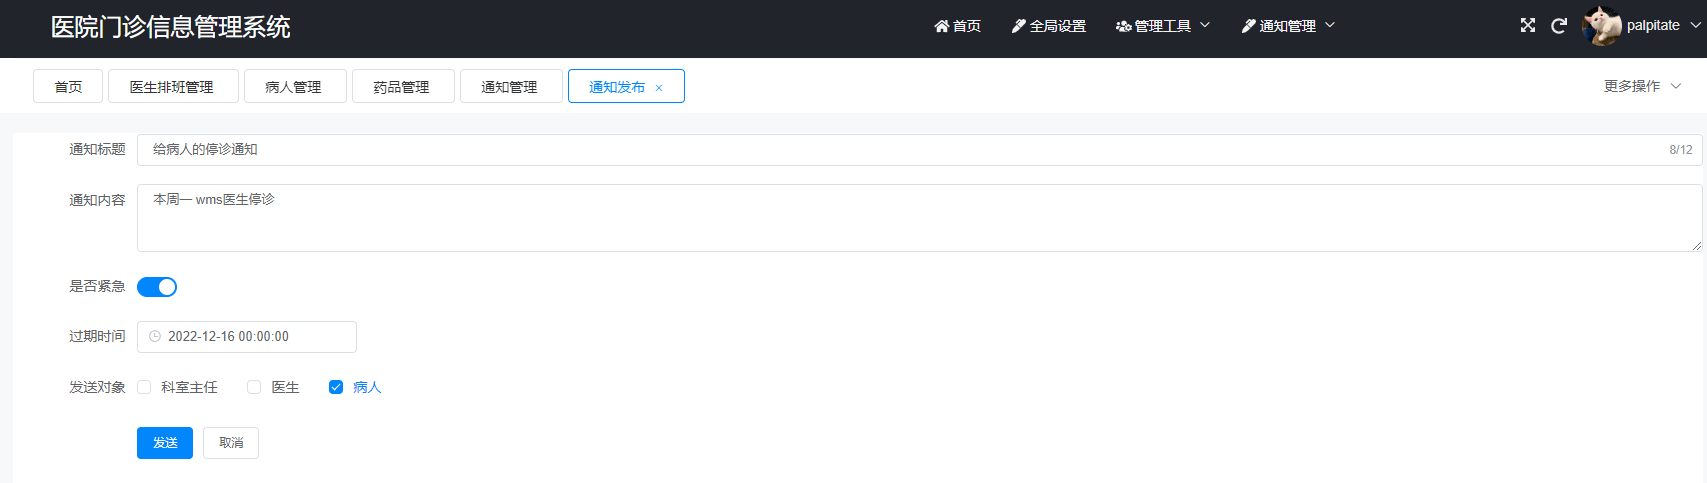 医院门诊信息管理系统 首页 全局设置 管理工具 通知管理 palpitate
首页 医生排班管理 病人管理 药品管理 通知管理 通知发布 × 更多操作
通知标题 给病人的停诊通知 8/12
通知内容 本周一 wms医生停诊
是否紧急
过期时间 2022-12-16 00:00:00
发送对象 科室主任 医生 病人
发送 取消